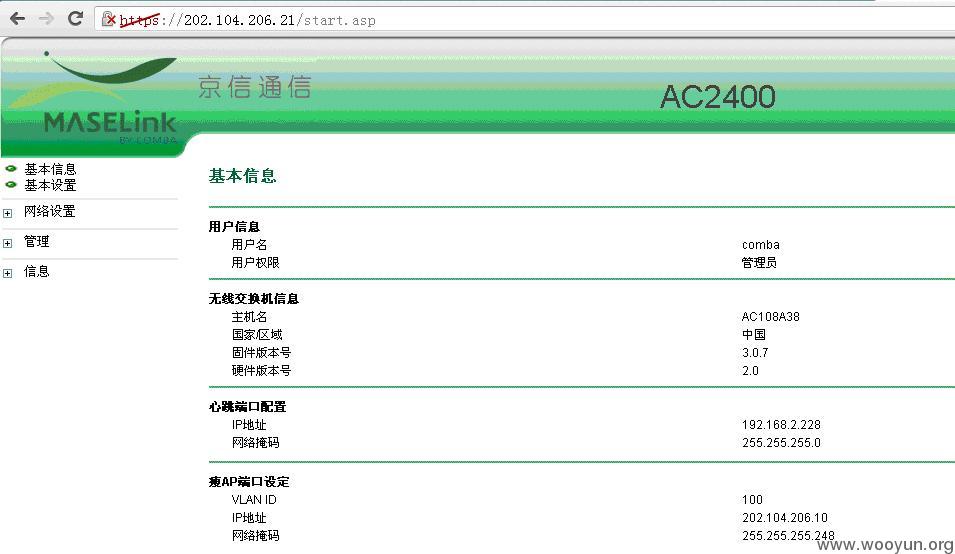 https://202.104.206.21/start.asp
MASELink
BY COMBA
京信通信
AC2400
基本信息
基本设置
网络设置
管理
信息
基本信息
用户信息
用户名 comba
用户权限 管理员
无线交换机信息
主机名 AC108A38
国家/区域 中国
固件版本号 3.0.7
硬件版本号 2.0
心跳端口配置
IP地址 192.168.2.228
网络掩码 255.255.255.0
瘦AP端口设定
VLAN ID 100
IP地址 202.104.206.10
网络掩码 255.255.255.248
www.wooyun.org